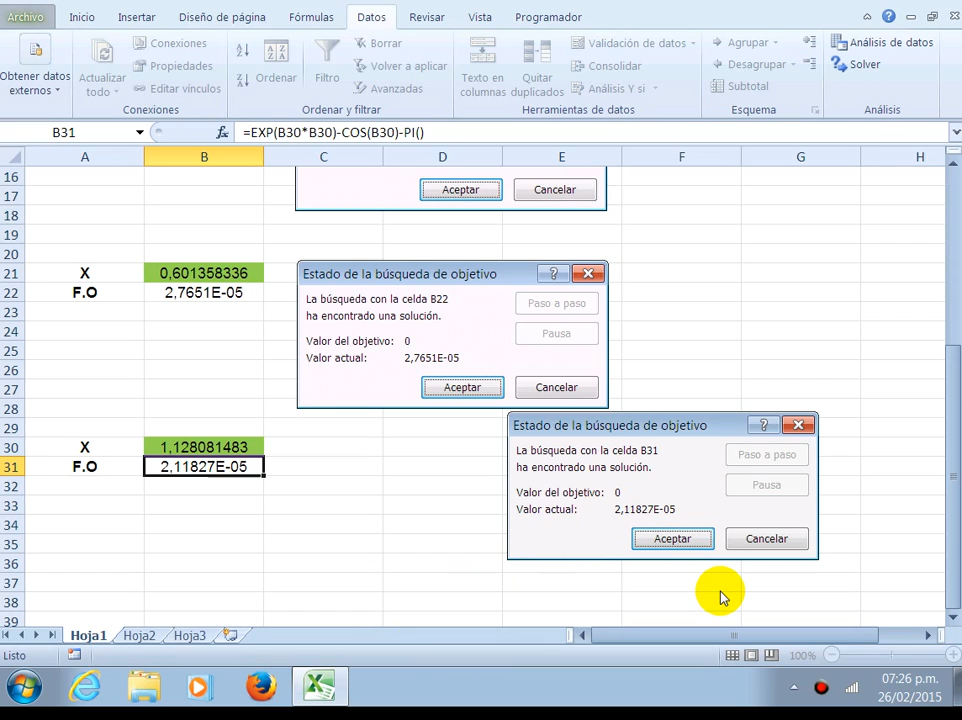 Archivo Inicio Insertar Diseño de página Fórmulas Datos Revisar Vista Programador
Obtener datos externos
Actualizar todo
Conexiones
Propiedades
Editar vínculos
Conexiones
Ordenar
Filtro
Borrar
Volver a aplicar
Avanzadas
Ordenar y filtrar
Texto en columnas
Quitar duplicados
Validación de datos
Consolidar
Análisis Y si
Herramientas de datos
Agrupar
Desagrupar
Subtotal
Esquema
Análisis de datos
Solver
Análisis
B31 fx =EXP(B30*B30)-COS(B30)-PI()
A B C D E F G H
16
Aceptar Cancelar
17
18
19
20
21 X 0,601358336
22 F.O 2,7651E-05
23
24
25
26
27
28
Estado de la búsqueda de objetivo ?
La búsqueda con la celda B22
ha encontrado una solución.
Paso a paso
Pausa
Valor del objetivo: 0
Valor actual: 2,7651E-05
Aceptar Cancelar
29
30 X 1,128081483
31 F.O 2,11827E-05
32
33
34
35
36
37
38
39
Estado de la búsqueda de objetivo ?
La búsqueda con la celda B31
ha encontrado una solución.
Paso a paso
Pausa
Valor del objetivo: 0
Valor actual: 2,11827E-05
Aceptar Cancelar
Hoja1 Hoja2 Hoja3
Listo 100%
07:26 p.m.
26/02/2015